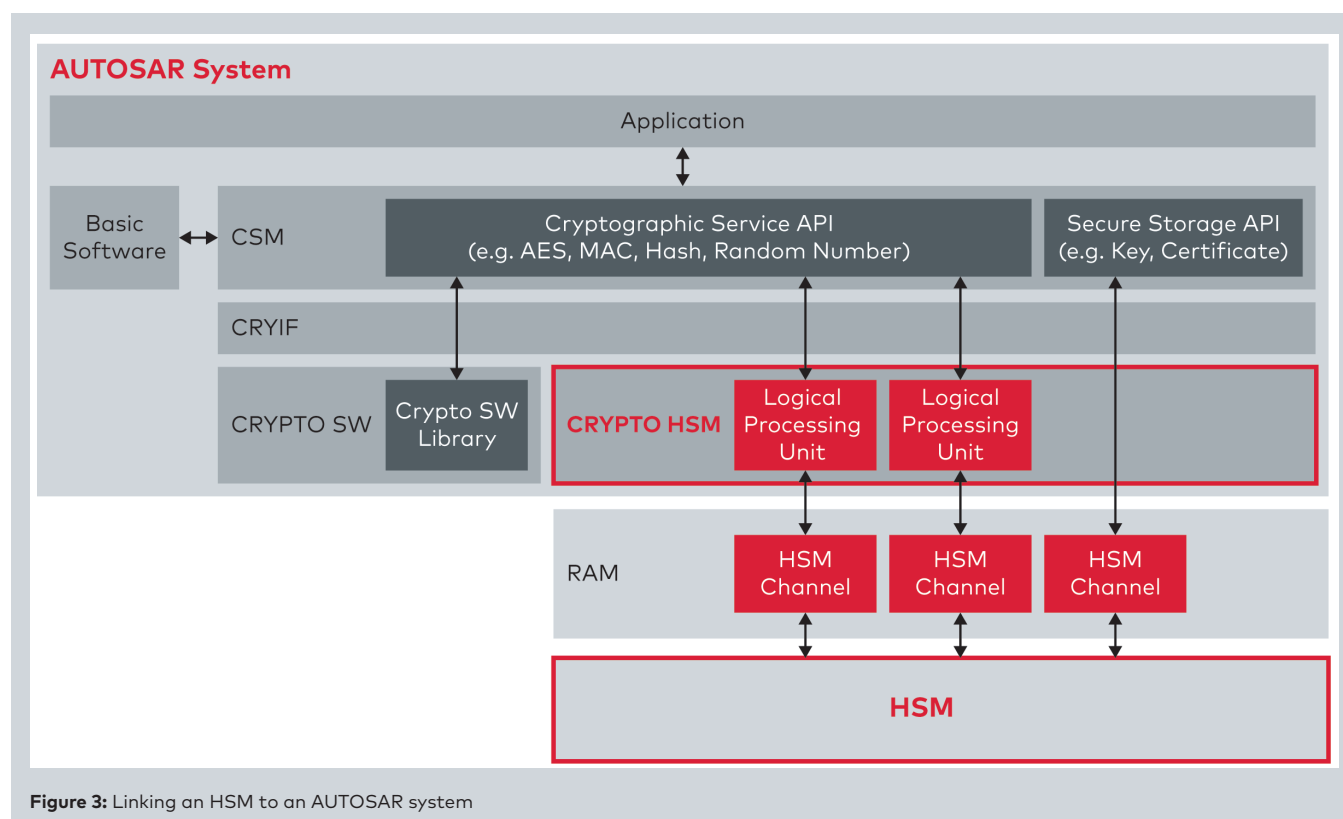 AUTOSAR System
Application
Basic
Software
CSM
Cryptographic Service API
(e.g. AES, MAC, Hash, Random Number)
Secure Storage API
(e.g. Key, Certificate)
CRYIF
CRYPTO SW
Crypto SW
Library
CRYPTO HSM
Logical
Processing
Unit
Logical
Processing
Unit
RAM
HSM
Channel
HSM
Channel
HSM
Channel
HSM
Figure 3: Linking an HSM to an AUTOSAR system